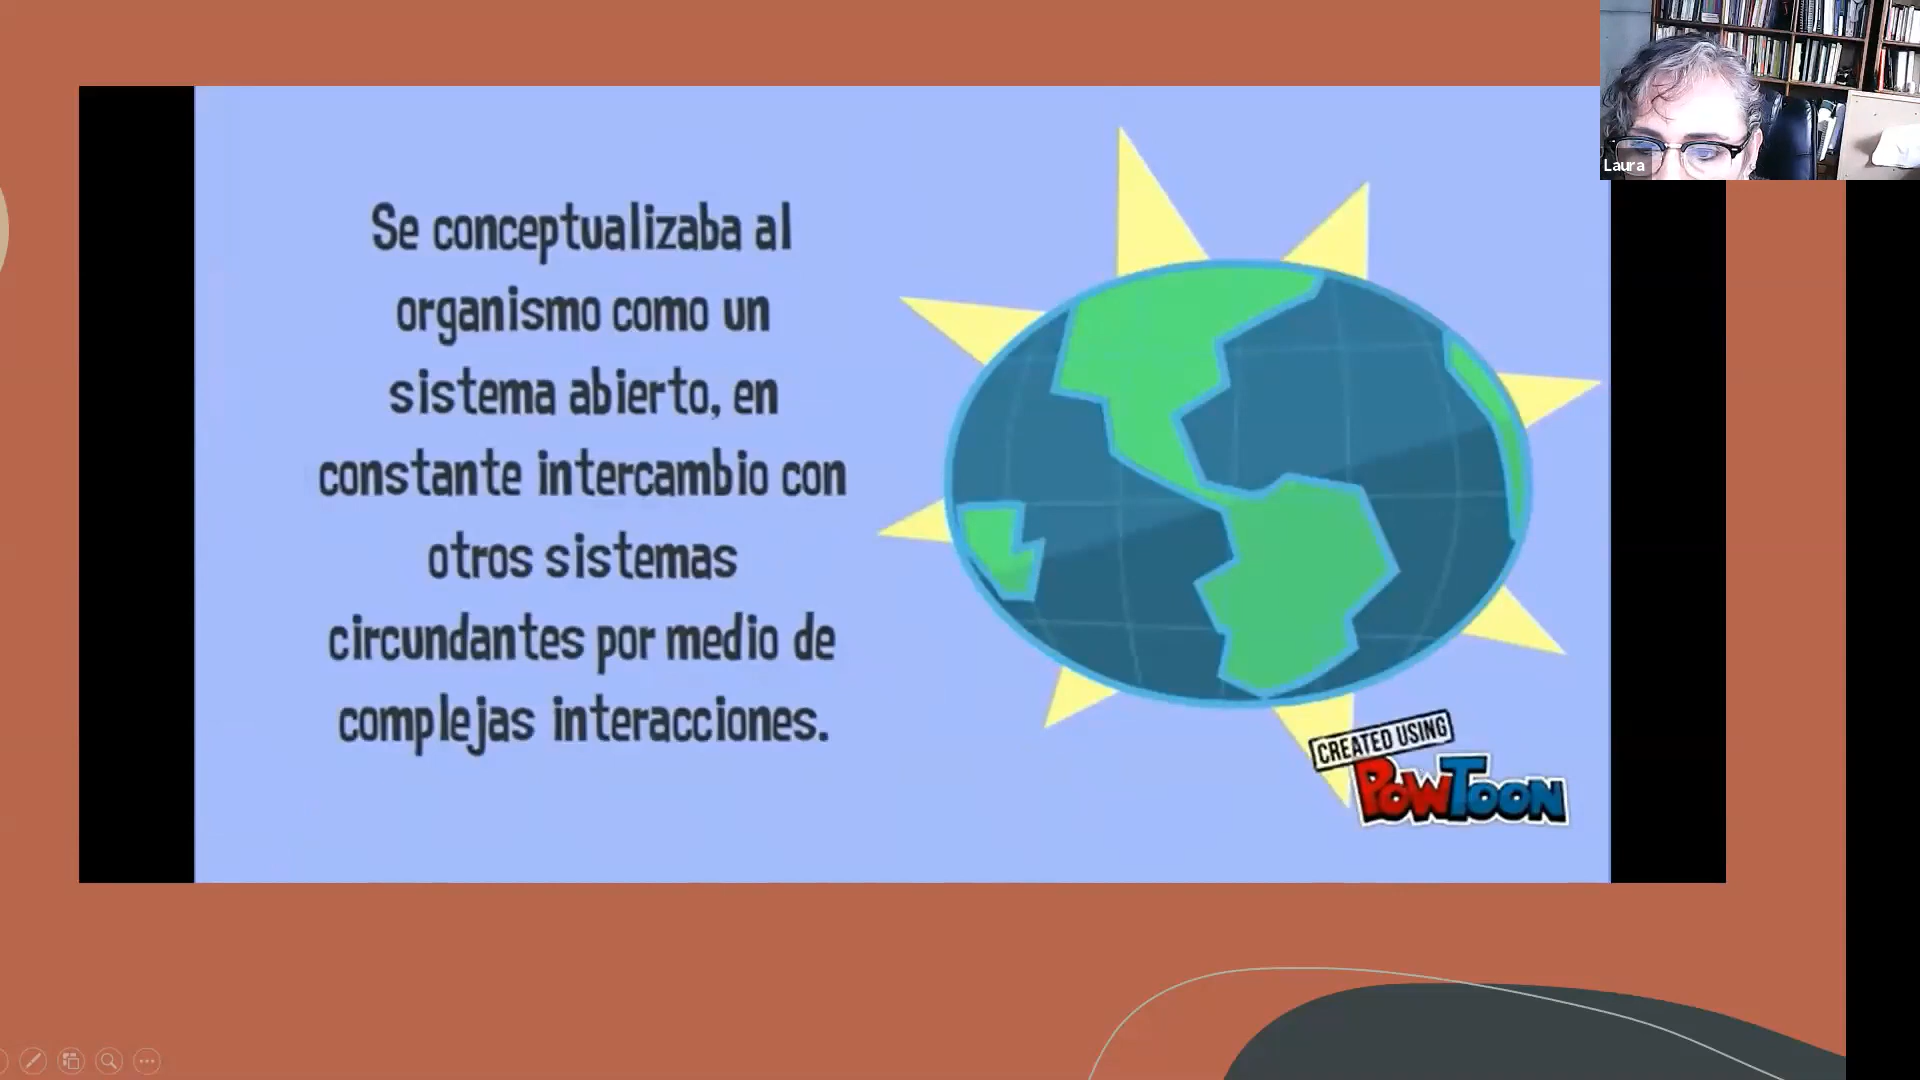 Laura
Se conceptualizaba al
organismo como un
sistema abierto, en
constante intercambio con
otros sistemas
circundantes por medio de
complejas interacciones.
CREATED USING
POWTOON